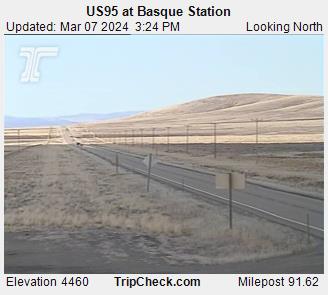 US95 at Basque Station
Updated: Mar 07 2024 3:24 PM Looking North
Elevation 4460 TripCheck.com Milepost 91.62